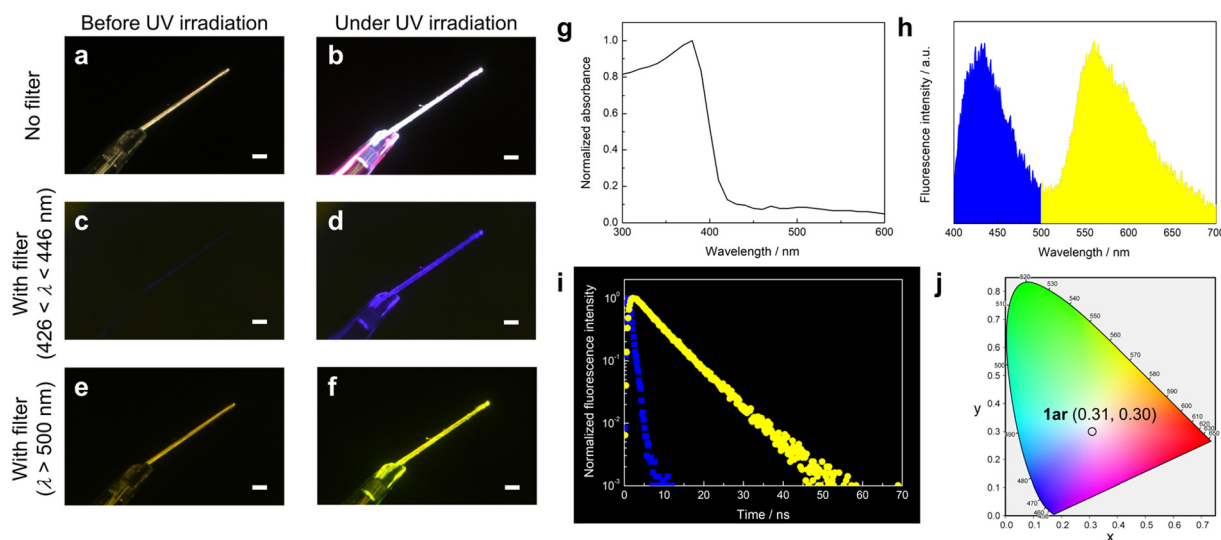 Before UV irradiation
Under UV irradiation
No filter
With filter
(426 < λ < 446 nm)
With filter
(λ > 500 nm)
a
b
c
d
e
f
g
Normalized absorbance
1.0
0.8
0.6
0.4
0.2
0.0
300 400 500 600
Wavelength / nm
h
Fluorescence intensity / a.u.
400 450 500 550 600 650 700
Wavelength / nm
i
Normalized fluorescence intensity
10⁰
10⁻¹
10⁻²
10⁻³
0 10 20 30 40 50 60 70
Time / ns
j
y
0.8
0.7
0.6
0.5
0.4
0.3
0.2
0.1
0.0
0.0 0.1 0.2 0.3 0.4 0.5 0.6 0.7
x
520
530
540
550
560
570
580
590
600
610
620
630
650
510
500
490
480
470
460
1ar (0.31, 0.30)